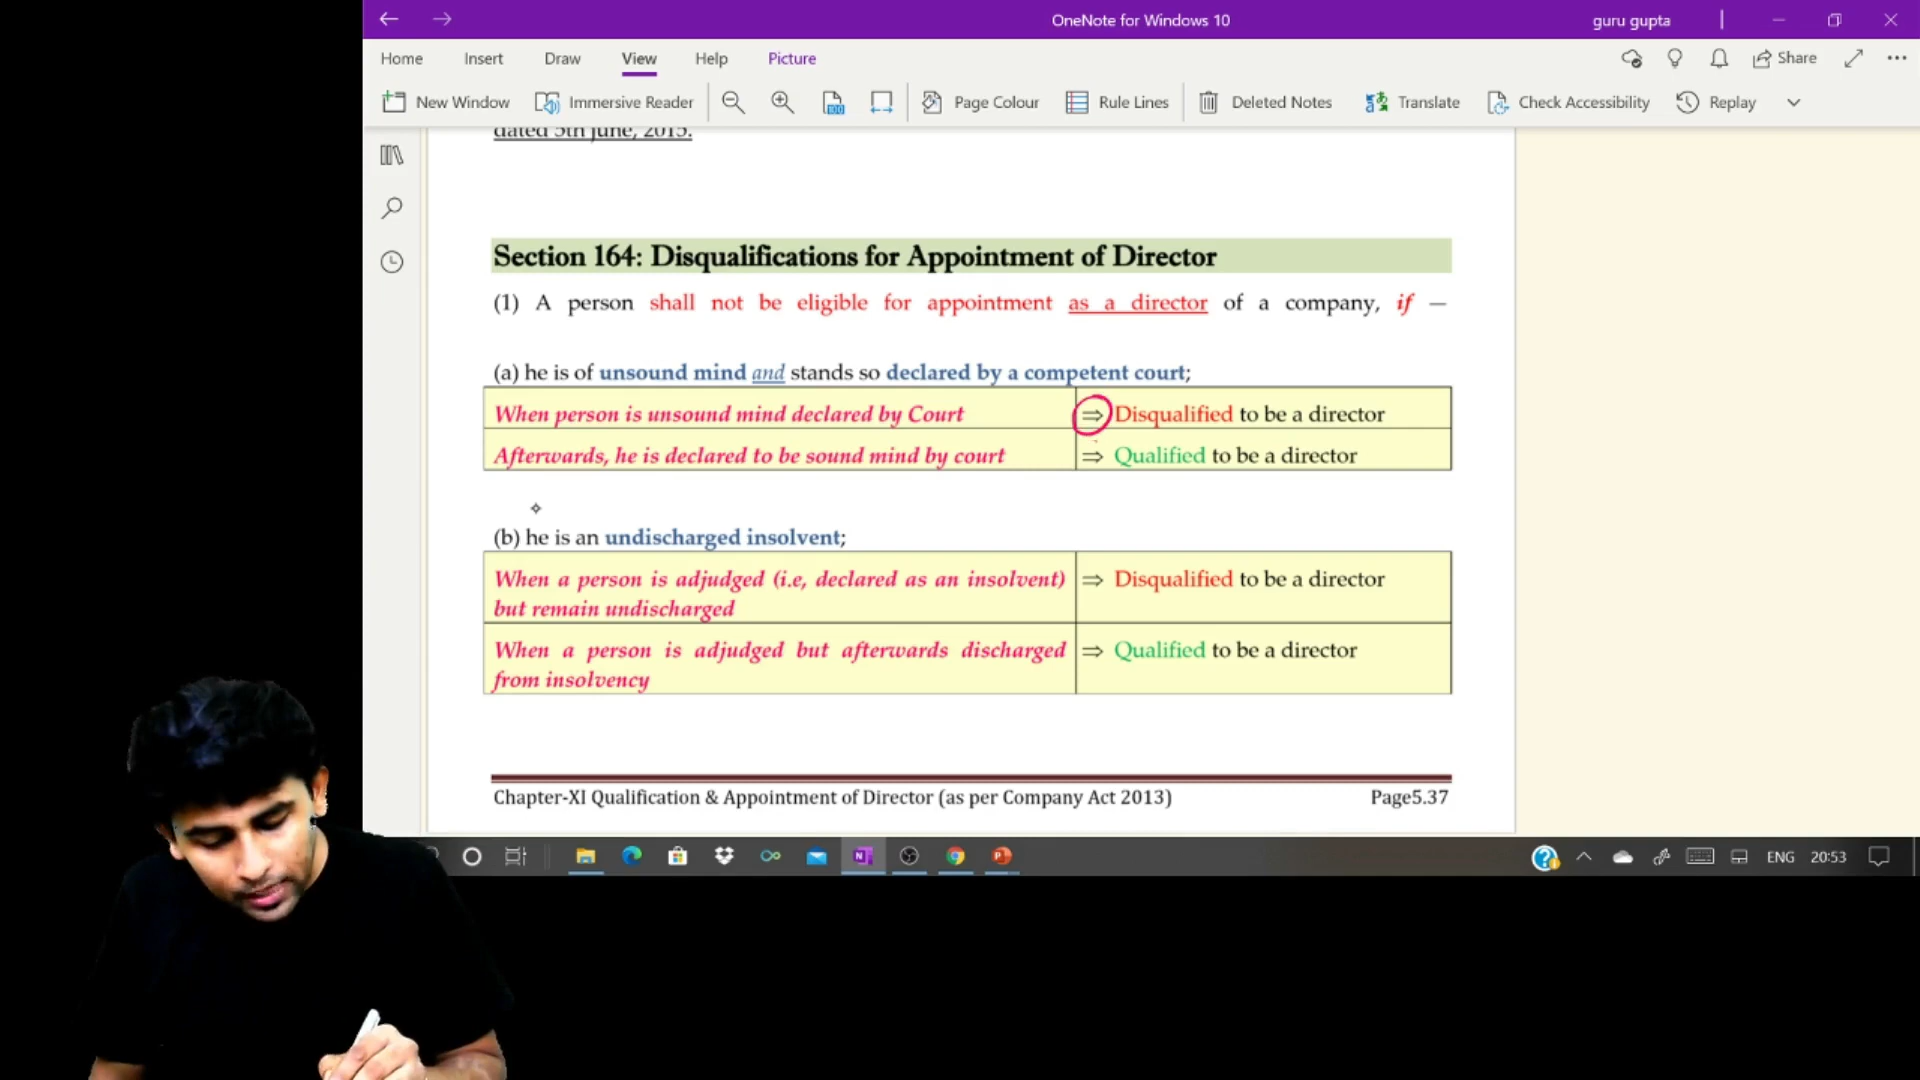 OneNote for Windows 10
guru gupta
Home Insert Draw View Help Picture
Share
New Window Immersive Reader Page Colour Rule Lines Deleted Notes Translate Check Accessibility Replay
dated 5th June, 2015.
Section 164: Disqualifications for Appointment of Director
(1) A person shall not be eligible for appointment as a director of a company, if —
(a) he is of unsound mind and stands so declared by a competent court;
When person is unsound mind declared by Court ⇒ Disqualified to be a director
Afterwards, he is declared to be sound mind by court ⇒ Qualified to be a director
(b) he is an undischarged insolvent;
When a person is adjudged (i.e, declared as an insolvent) ⇒ Disqualified to be a director
but remain undischarged
When a person is adjudged but afterwards discharged ⇒ Qualified to be a director
from insolvency
Chapter-XI Qualification & Appointment of Director (as per Company Act 2013) Page5.37
ENG 20:53